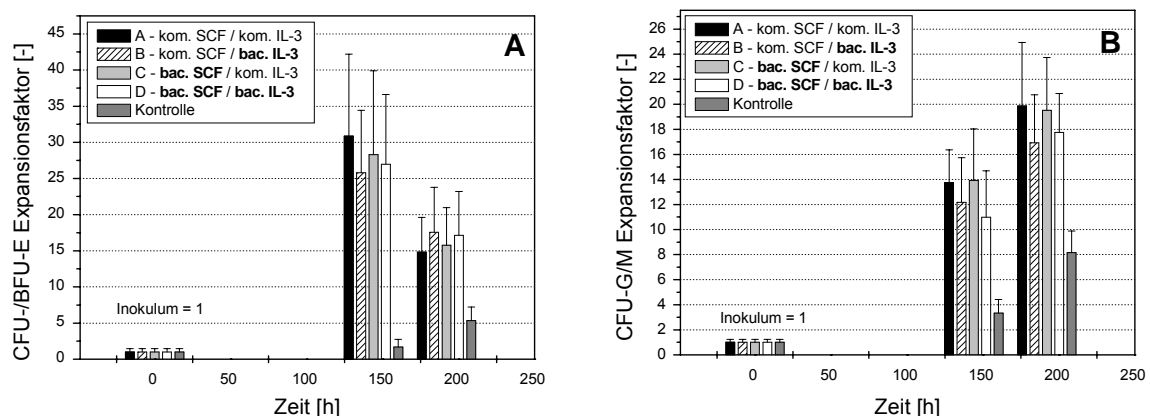 A - kom. SCF / kom. IL-3
B - kom. SCF / bac. IL-3
C - bac. SCF / kom. IL-3
D - bac. SCF / bac. IL-3
Kontrolle
A
CFU-/BFU-E Expansionsfaktor [-]
45
40
35
30
25
20
15
10
5
0
Inokulum = 1
0 50 100 150 200 250
Zeit [h]
A - kom. SCF / kom. IL-3
B - kom. SCF / bac. IL-3
C - bac. SCF / kom. IL-3
D - bac. SCF / bac. IL-3
Kontrolle
B
CFU-G/M Expansionsfaktor [-]
26
24
22
20
18
16
14
12
10
8
6
4
2
0
Inokulum = 1
0 50 100 150 200 250
Zeit [h]